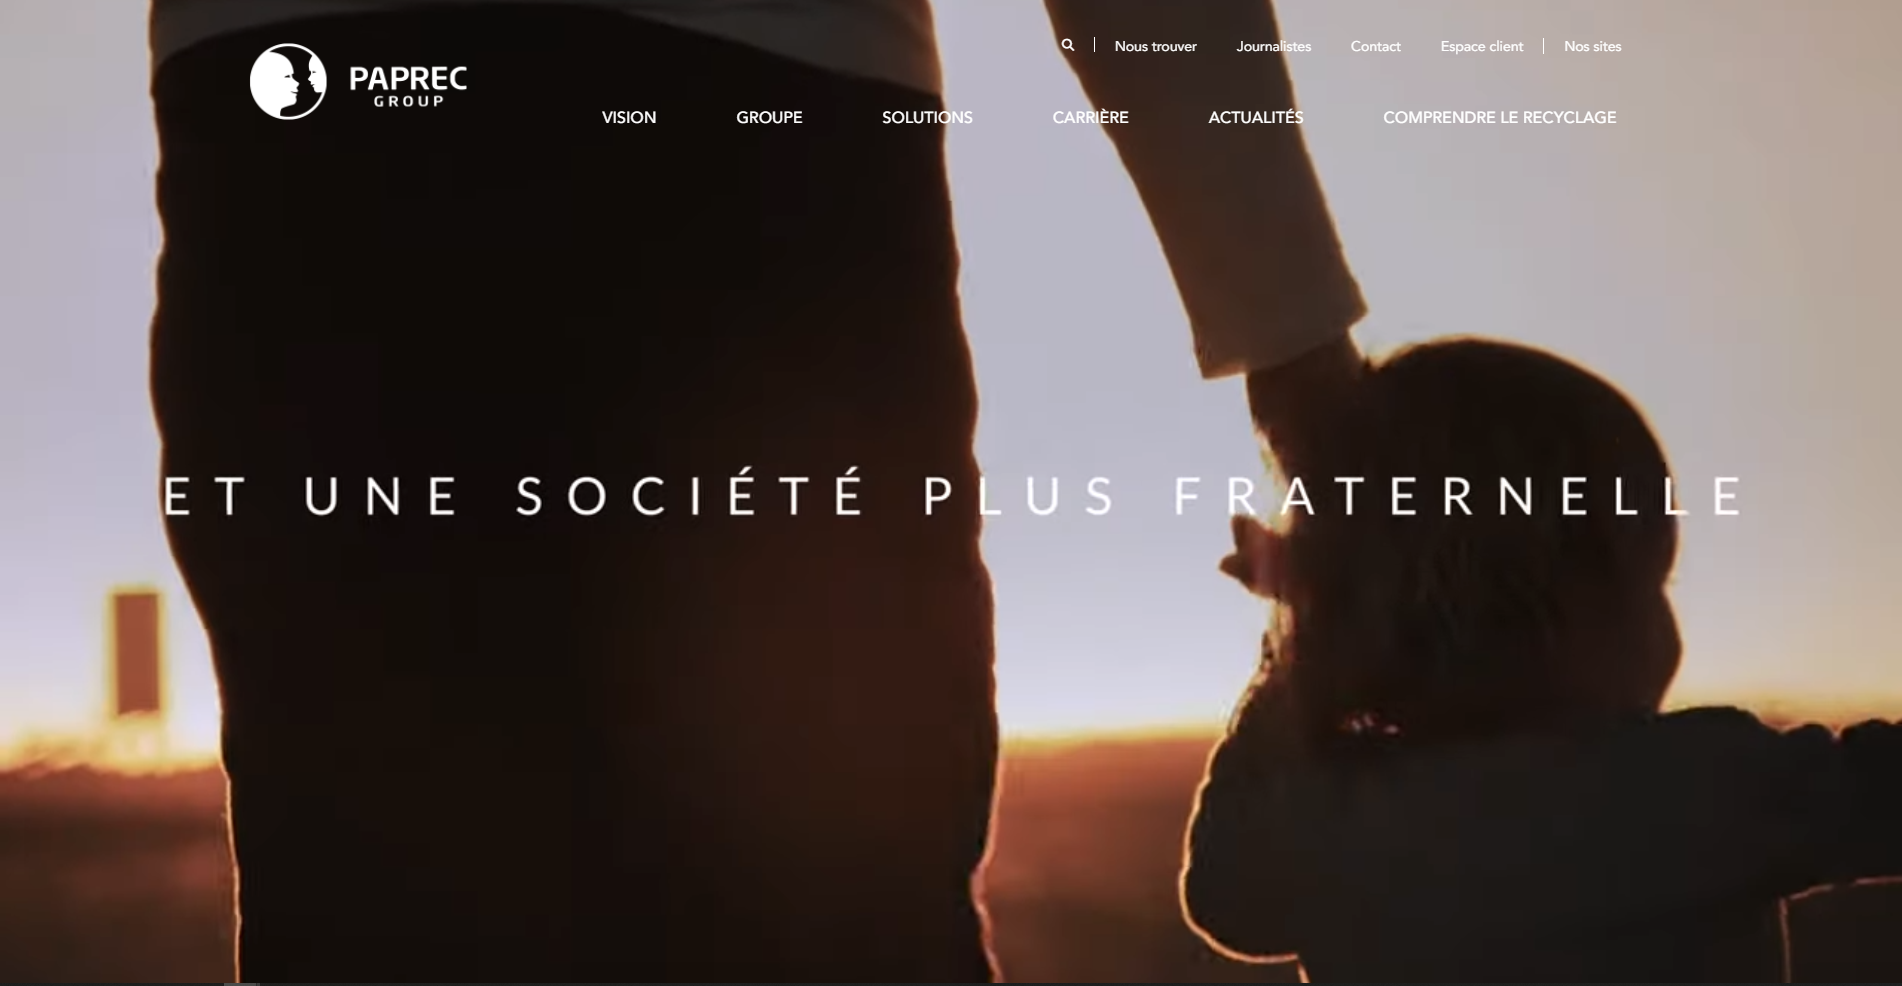 Nous trouver Journalistes Contact Espace client Nos sites
PAPREC
GROUP
VISION GROUPE SOLUTIONS CARRIÈRE ACTUALITÉS COMPRENDRE LE RECYCLAGE
ET UNE SOCIÉTÉ PLUS FRATERNELLE